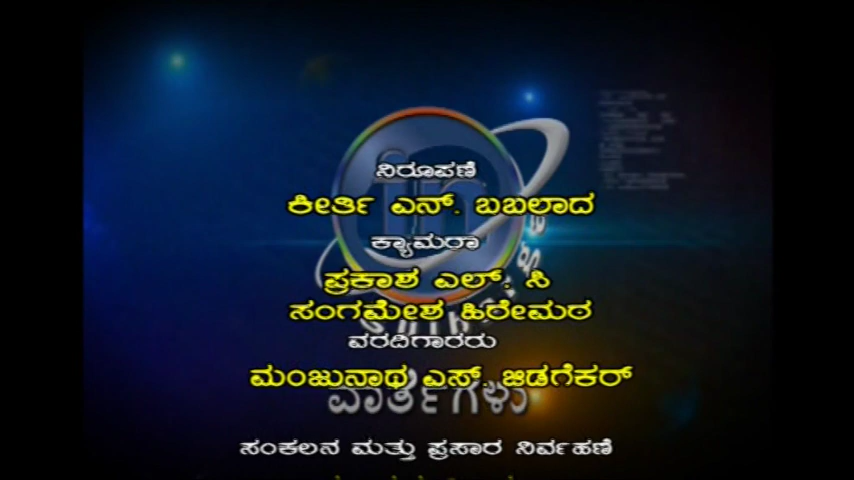 ನಿರೂಪಣೆ
ಕೀರ್ತಿ ಎನ್. ಬಬಲಾದ
ಕ್ಯಾಮರಾ
ಪ್ರಕಾಶ ಎಲ್. ಸಿ
ಸಂಗಮೇಶ ಹಿರೇಮಠ
ವರದಿಗಾರರು
ಮಂಜುನಾಥ ಎಸ್. ಜಿಡಗೆಕರ್
ವಾರ್ತೆಗಳು
ಸಂಕಲನ ಮತ್ತು ಪ್ರಸಾರ ನಿರ್ವಹಣೆ